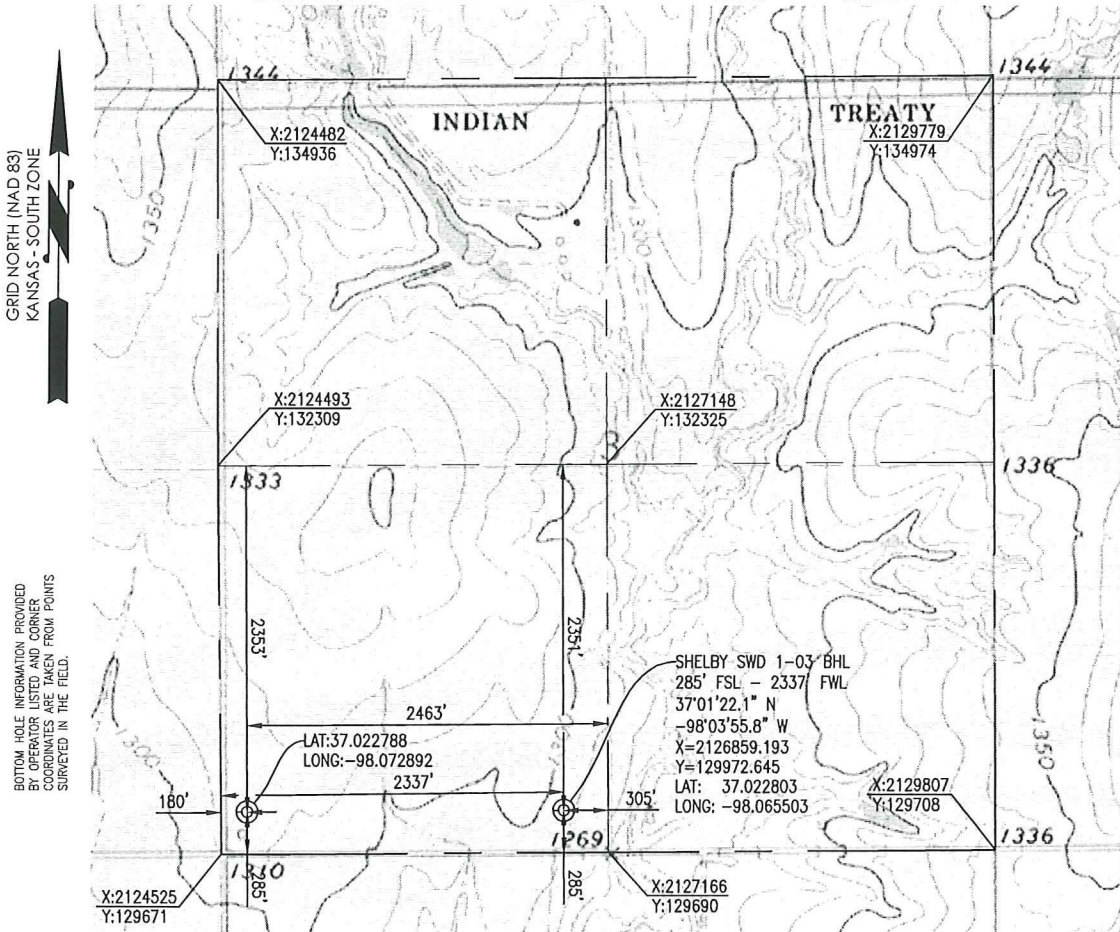 GRID NORTH (NAD 83)
KANSAS - SOUTH ZONE
BOTTOM HOLE INFORMATION PROVIDED
BY OPERATOR LISTED AND CORNER
COORDINATES ARE TAKEN FROM POINTS
SURVEYED IN THE FIELD.
1344
1344
INDIAN
TREATY
X:2124482
Y:134936
X:2129779
Y:134974
1350
1300
X:2124493
Y:132309
X:2127148
Y:132325
3
1333
1336
2353'
2351'
SHELBY SWD 1-03 BHL
285' FSL - 2337' FWL
37°01'22.1" N
-98°03'55.8" W
X=2126859.193
Y=129972.645
LAT: 37.022803
LONG: -98.065503
2463'
LAT:37.022788
LONG:-98.072892
2337'
1300
1350
180'
305'
X:2129807
Y:129708
1310
1269
1336
285'
285'
X:2124525
Y:129671
X:2127166
Y:129690